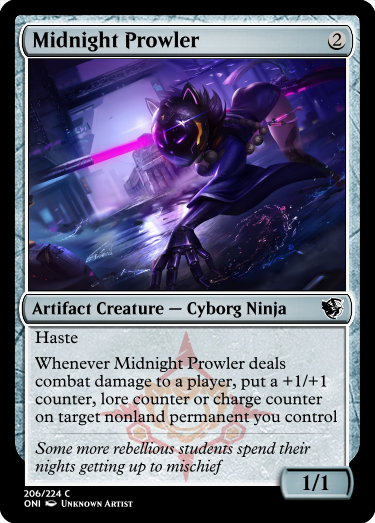 Midnight Prowler 2
Artifact Creature — Cyborg Ninja
Haste
Whenever Midnight Prowler deals
combat damage to a player, put a +1/+1
counter, lore counter or charge counter
on target nonland permanent you control
Some more rebellious students spend their
nights getting up to mischief
1/1
206/224 C
ONI Unknown Artist